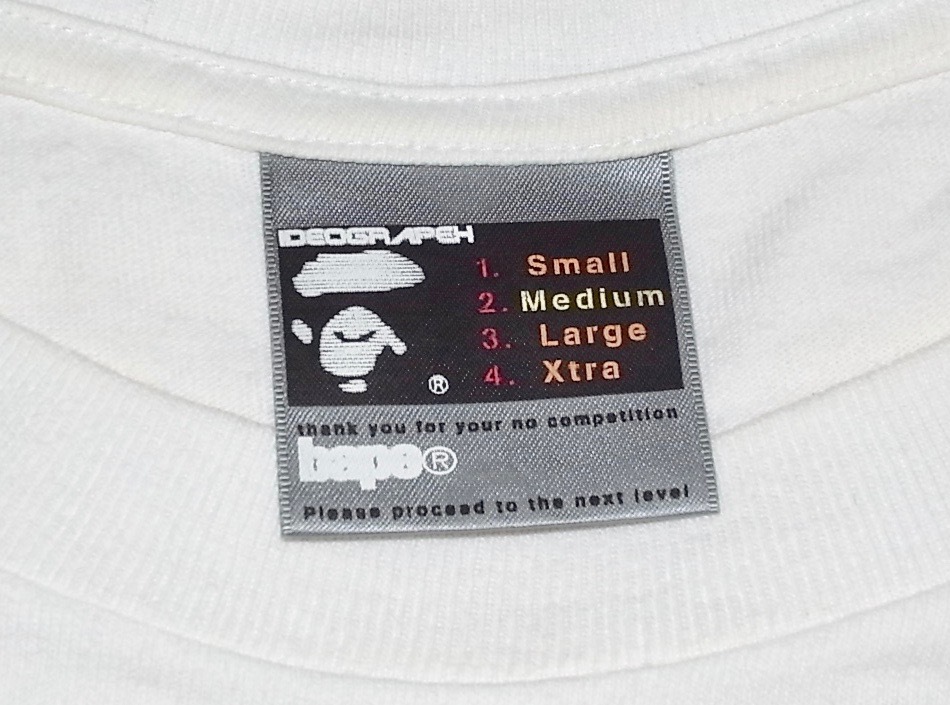 IDEOGRAPEH
1. Small
2. Medium
3. Large
4. Xtra
®
thank you for your no competition
bape®
Please proceed to the next level